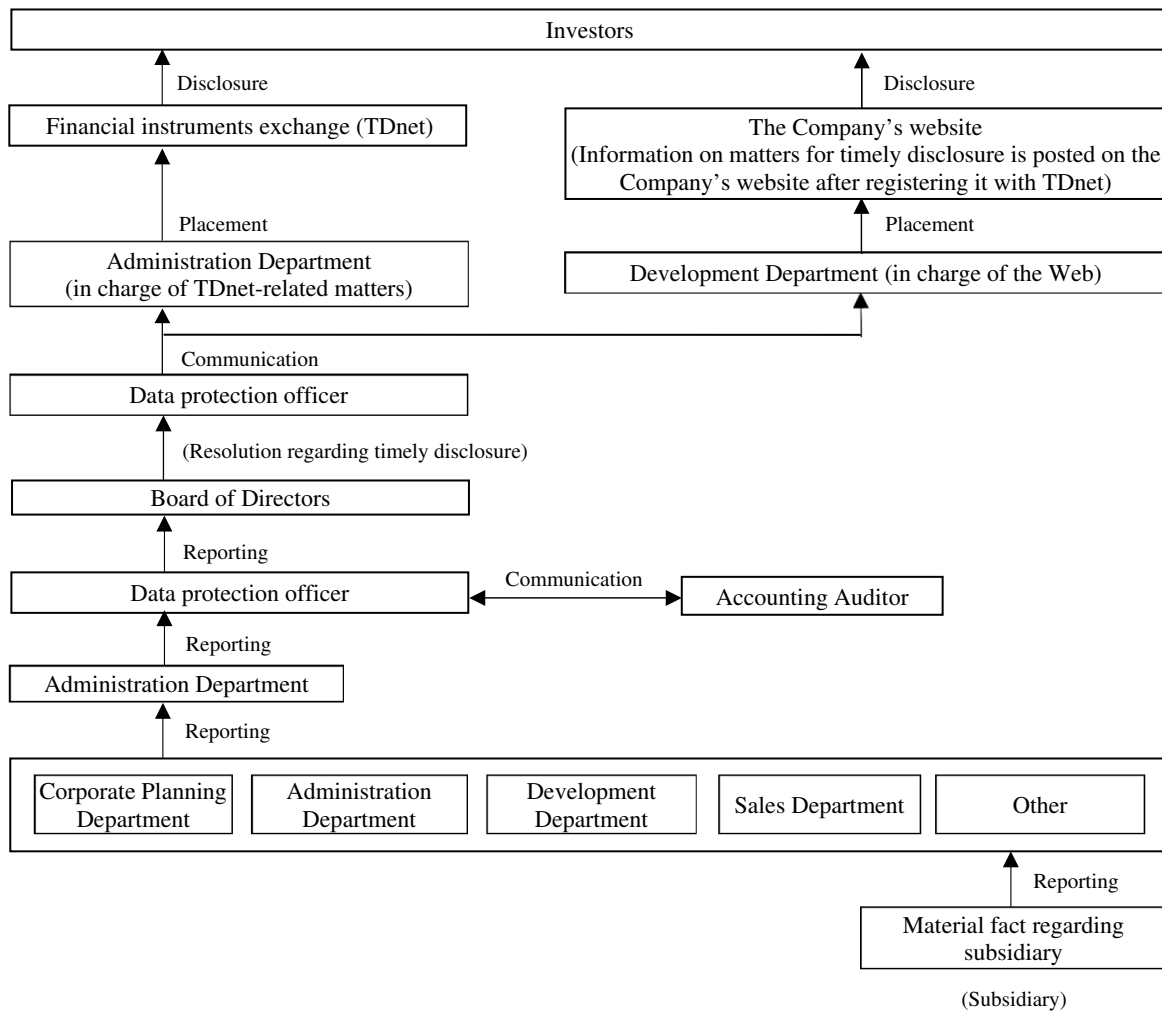 Investors
Disclosure
Disclosure
Financial instruments exchange (TDnet)
The Company’s website
(Information on matters for timely disclosure is posted on the
Company’s website after registering it with TDnet)
Placement
Placement
Administration Department
(in charge of TDnet-related matters)
Development Department (in charge of the Web)
Communication
Data protection officer
(Resolution regarding timely disclosure)
Board of Directors
Reporting
Data protection officer
Communication
Accounting Auditor
Reporting
Administration Department
Reporting
Corporate Planning
Department
Administration
Department
Development
Department
Sales Department
Other
Reporting
Material fact regarding
subsidiary
(Subsidiary)